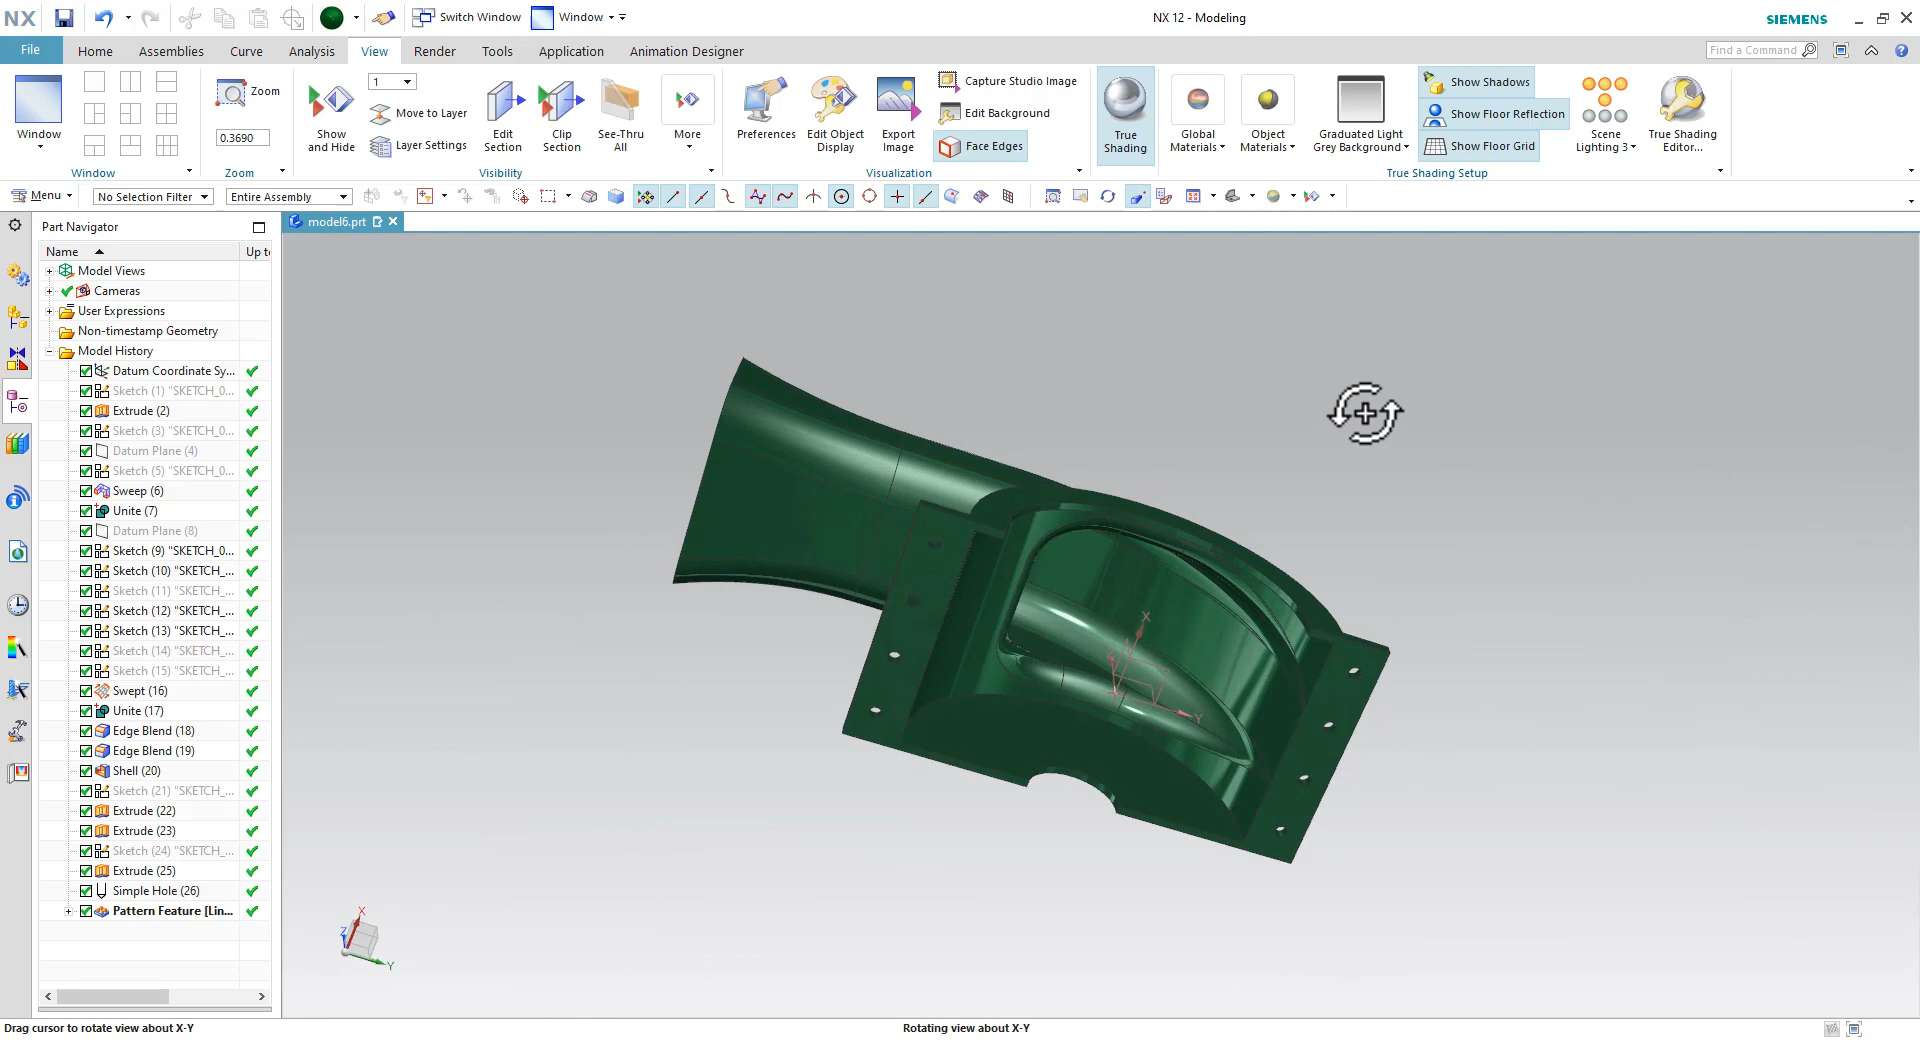 NX
Switch Window
Window
NX 12 - Modeling
SIEMENS
File
Home
Assemblies
Curve
Analysis
View
Render
Tools
Application
Animation Designer
Find a Command
Window
Zoom
0.3690
Show and Hide
1
Move to Layer
Layer Settings
Edit Section
Clip Section
See-Thru All
More
Preferences
Edit Object Display
Export Image
Capture Studio Image
Edit Background
Face Edges
True Shading
Global Materials
Object Materials
Graduated Light Grey Background
Show Shadows
Show Floor Reflection
Show Floor Grid
Scene Lighting 3
True Shading Editor...
Window
Zoom
Visibility
Visualization
True Shading Setup
Menu
No Selection Filter
Entire Assembly
Part Navigator
model6.prt
Name
Up to
Model Views
Cameras
User Expressions
Non-timestamp Geometry
Model History
Datum Coordinate Sy...
Sketch (1) "SKETCH_0...
Extrude (2)
Sketch (3) "SKETCH_0...
Datum Plane (4)
Sketch (5) "SKETCH_0...
Sweep (6)
Unite (7)
Datum Plane (8)
Sketch (9) "SKETCH_0...
Sketch (10) "SKETCH_...
Sketch (11) "SKETCH_...
Sketch (12) "SKETCH_...
Sketch (13) "SKETCH_...
Sketch (14) "SKETCH_...
Sketch (15) "SKETCH_...
Swept (16)
Unite (17)
Edge Blend (18)
Edge Blend (19)
Shell (20)
Sketch (21) "SKETCH_...
Extrude (22)
Extrude (23)
Sketch (24) "SKETCH_...
Extrude (25)
Simple Hole (26)
Pattern Feature [Lin...
X
Z
Y
X
Z
Y
Drag cursor to rotate view about X-Y
Rotating view about X-Y